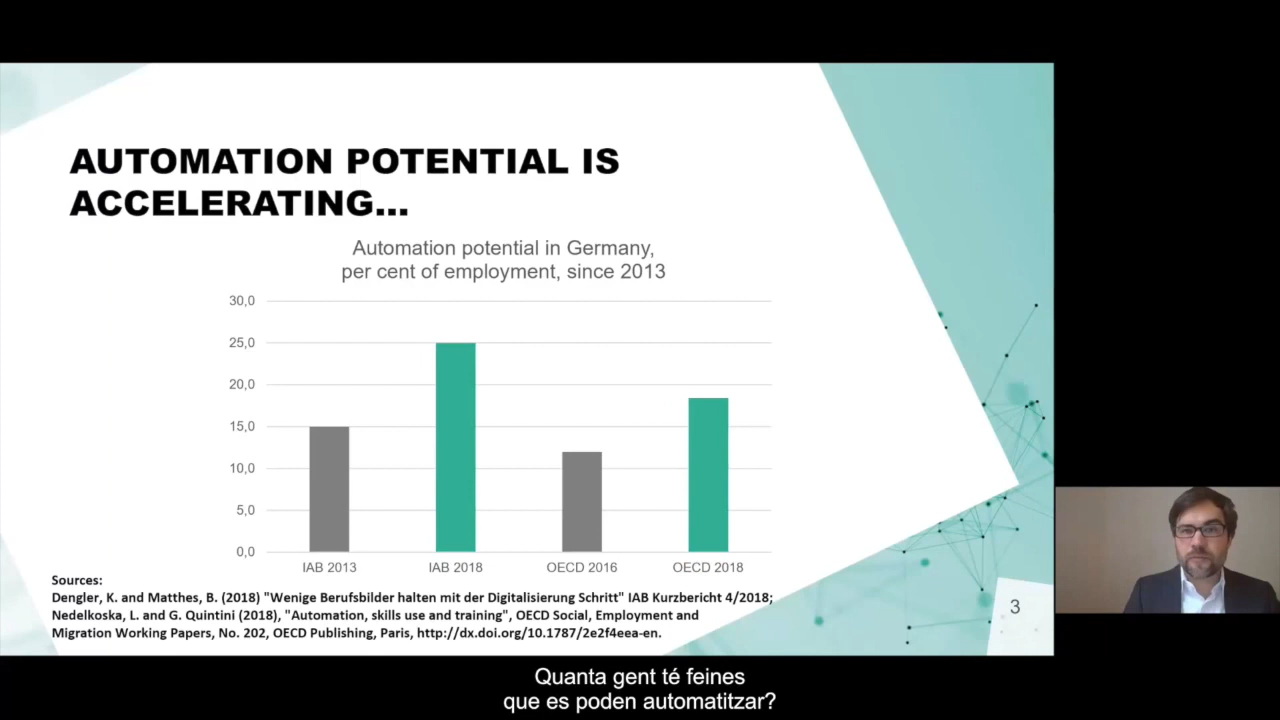 AUTOMATION POTENTIAL IS
ACCELERATING...
Automation potential in Germany,
per cent of employment, since 2013
30,0
25,0
20,0
15,0
10,0
5,0
0,0
IAB 2013
IAB 2018
OECD 2016
OECD 2018
Sources:
Dengler, K. and Matthes, B. (2018) "Wenige Berufsbilder halten mit der Digitalisierung Schritt" IAB Kurzbericht 4/2018;
Nedelkoska, L. and G. Quintini (2018), "Automation, skills use and training", OECD Social, Employment and
Migration Working Papers, No. 202, OECD Publishing, Paris, http://dx.doi.org/10.1787/2e2f4eea-en.
3
Quanta gent té feines
que es poden automatitzar?